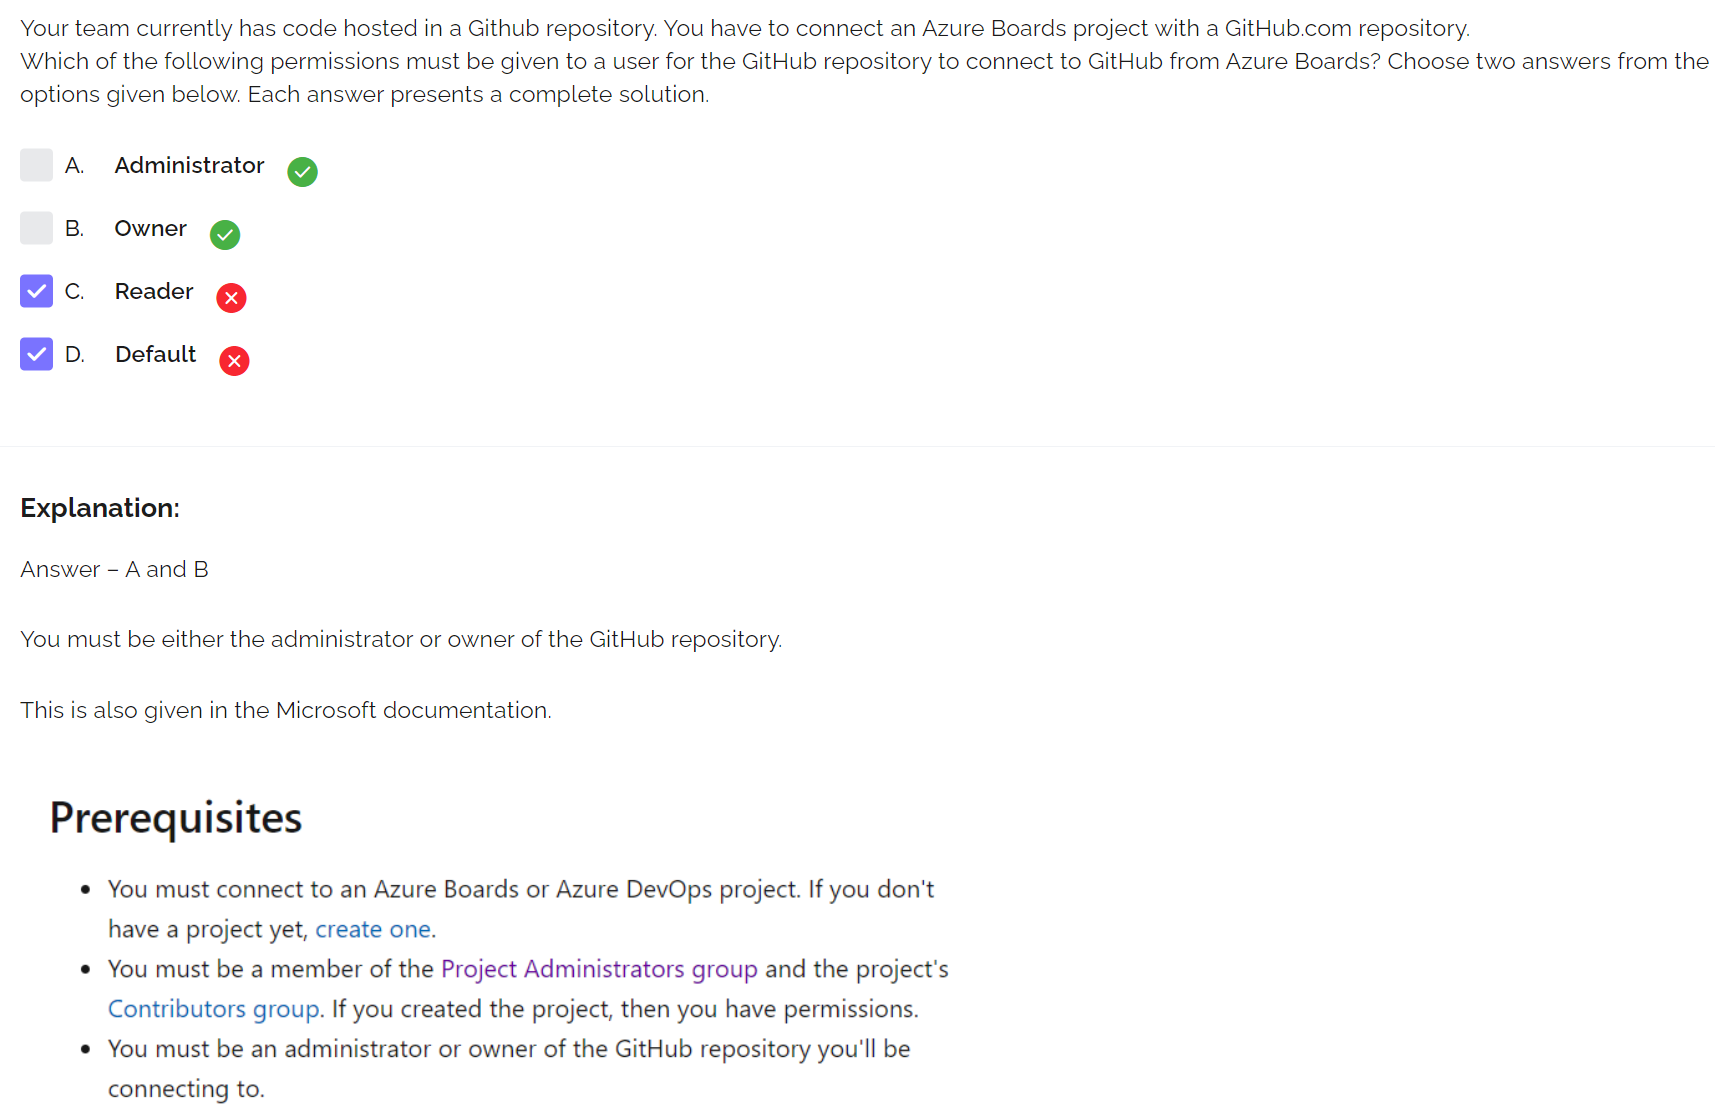 Your team currently has code hosted in a Github repository. You have to connect an Azure Boards project with a GitHub.com repository.
Which of the following permissions must be given to a user for the GitHub repository to connect to GitHub from Azure Boards? Choose two answers from the
options given below. Each answer presents a complete solution.
A. Administrator
B. Owner
C. Reader
D. Default
Explanation:
Answer – A and B
You must be either the administrator or owner of the GitHub repository.
This is also given in the Microsoft documentation.
Prerequisites
• You must connect to an Azure Boards or Azure DevOps project. If you don't
have a project yet, create one.
• You must be a member of the Project Administrators group and the project's
Contributors group. If you created the project, then you have permissions.
• You must be an administrator or owner of the GitHub repository you'll be
connecting to.